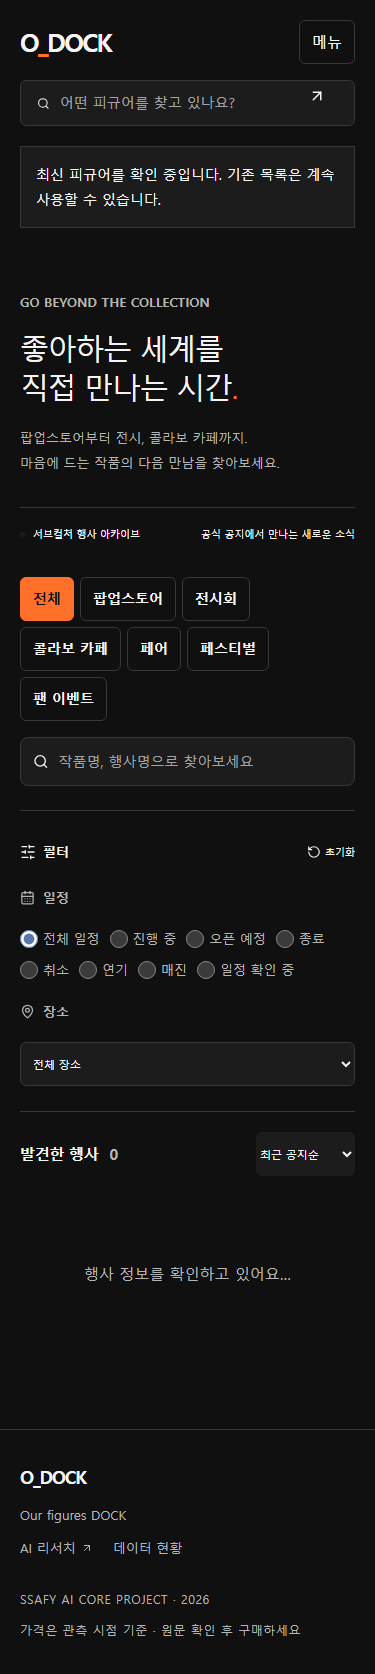 O_DOCK
메뉴
어떤 피규어를 찾고 있나요?
최신 피규어를 확인 중입니다. 기존 목록은 계속
사용할 수 있습니다.
GO BEYOND THE COLLECTION
좋아하는 세계를
직접 만나는 시간.
팝업스토어부터 전시, 콜라보 카페까지.
마음에 드는 작품의 다음 만남을 찾아보세요.
서브컬처 행사 아카이브 공식 공지에서 만나는 새로운 소식
전체 팝업스토어 전시회
콜라보 카페 페어 페스티벌
팬 이벤트
작품명, 행사명으로 찾아보세요
필터 초기화
일정
전체 일정 진행 중 오픈 예정 종료
취소 연기 매진 일정 확인 중
장소
전체 장소
발견한 행사 0 최근 공지순
행사 정보를 확인하고 있어요...
O_DOCK
Our figures DOCK
AI 리서치 데이터 현황
SSAFY AI CORE PROJECT · 2026
가격은 관측 시점 기준 · 원문 확인 후 구매하세요